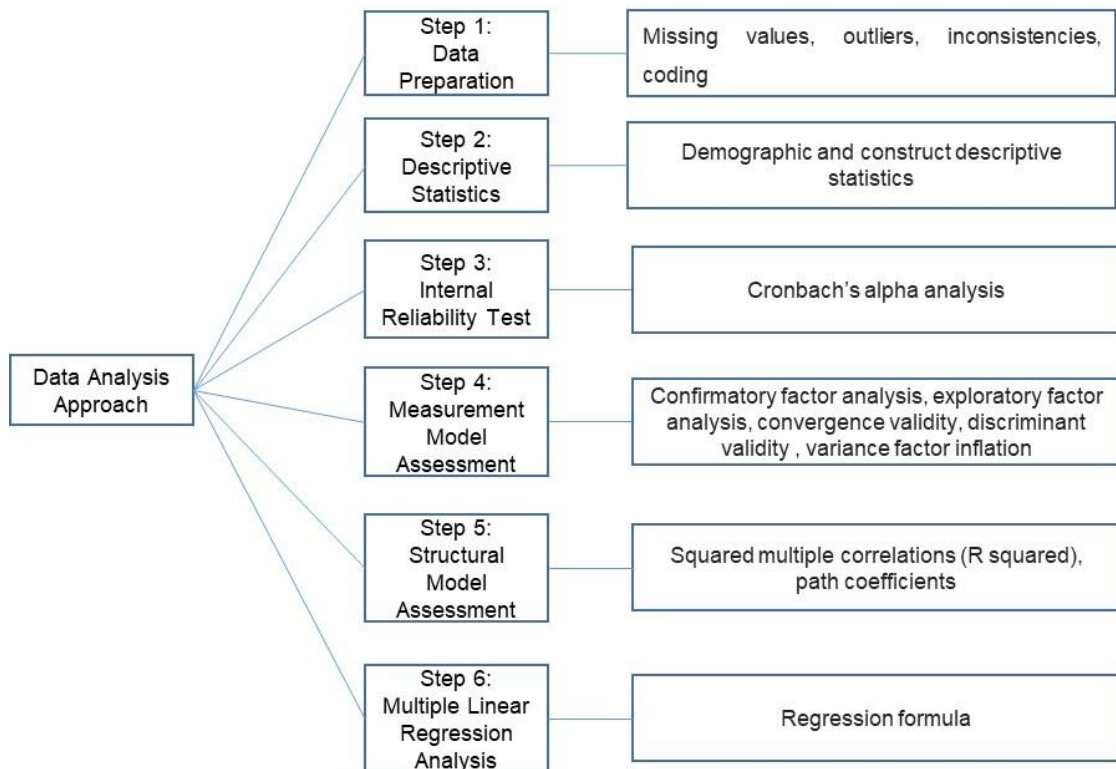 Data Analysis
Approach
Step 1:
Data
Preparation
Missing values, outliers, inconsistencies,
coding
Step 2:
Descriptive
Statistics
Demographic and construct descriptive
statistics
Step 3:
Internal
Reliability Test
Cronbach’s alpha analysis
Step 4:
Measurement
Model
Assessment
Confirmatory factor analysis, exploratory factor
analysis, convergence validity, discriminant
validity , variance factor inflation
Step 5:
Structural
Model
Assessment
Squared multiple correlations (R squared),
path coefficients
Step 6:
Multiple Linear
Regression
Analysis
Regression formula